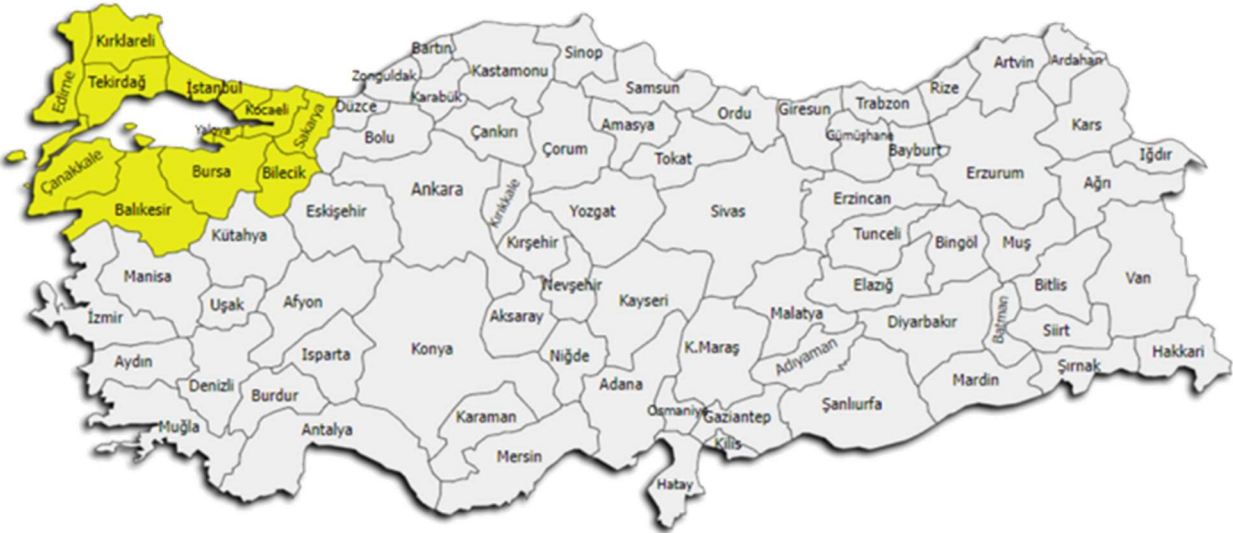 Kırklareli
Edirne
Tekirdağ
İstanbul
Kocaeli
Yalova
Sakarya
Çanakkale
Bursa
Bilecik
Balıkesir
Bartın
Zonguldak
Karabük
Kastamonu
Sinop
Samsun
Düzce
Bolu
Çankırı
Çorum
Amasya
Tokat
Ordu
Giresun
Trabzon
Gümüşhane
Bayburt
Rize
Artvin
Ardahan
Kars
Iğdır
Ağrı
Erzurum
Erzincan
Sivas
Yozgat
Kırıkkale
Ankara
Eskişehir
Kütahya
Kırşehir
Nevşehir
Kayseri
Tunceli
Bingöl
Muş
Bitlis
Van
Elazığ
Malatya
Manisa
Uşak
Afyon
İzmir
Aydın
Denizli
Isparta
Burdur
Konya
Aksaray
Niğde
K.Maraş
Adıyaman
Diyarbakır
Batman
Siirt
Şırnak
Hakkari
Mardin
Şanlıurfa
Adana
Osmaniye
Gaziantep
Kilis
Hatay
Karaman
Mersin
Antalya
Muğla